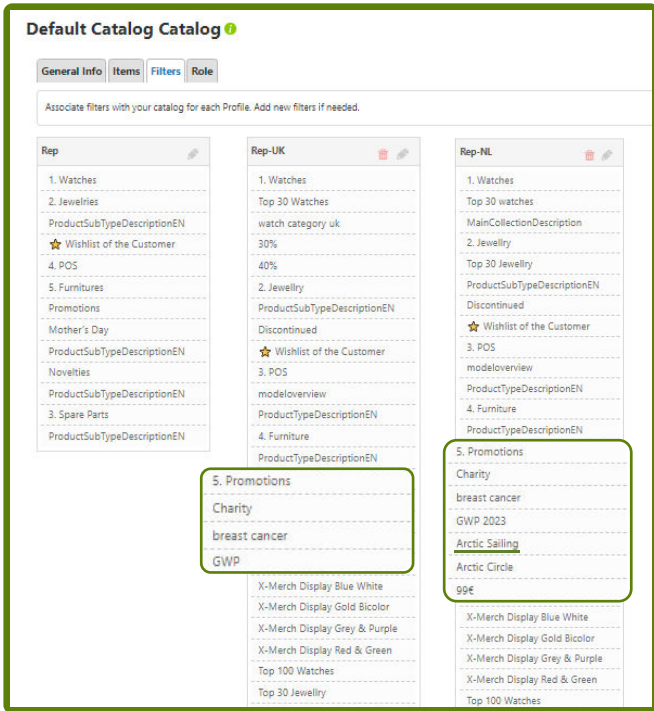 Default Catalog Catalog
General Info Items Filters Role
Associate filters with your catalog for each Profile. Add new filters if needed.
Rep
1. Watches
2. Jewelries
ProductSubTypeDescriptionEN
Wishlist of the Customer
4. POS
5. Furnitures
Promotions
Mother's Day
ProductSubTypeDescriptionEN
Novelties
ProductSubTypeDescriptionEN
3. Spare Parts
ProductSubTypeDescriptionEN
Rep-UK
1. Watches
Top 30 Watches
watch category uk
30%
40%
2. Jewellry
ProductSubTypeDescriptionEN
Discontinued
Wishlist of the Customer
3. POS
modeloverview
ProductTypeDescriptionEN
4. Furniture
ProductTypeDescriptionEN
5. Promotions
Charity
breast cancer
GWP
X-Merch Display Blue White
X-Merch Display Gold Bicolor
X-Merch Display Grey & Purple
X-Merch Display Red & Green
Top 100 Watches
Top 30 Jewellry
Rep-NL
1. Watches
Top 30 watches
MainCollectionDescription
2. Jewellry
Top 30 Jewellry
ProductSubTypeDescriptionEN
Discontinued
Wishlist of the Customer
3. POS
modeloverview
ProductTypeDescriptionEN
4. Furniture
ProductTypeDescriptionEN
5. Promotions
Charity
breast cancer
GWP 2023
Arctic Sailing
Arctic Circle
99€
X-Merch Display Blue White
X-Merch Display Gold Bicolor
X-Merch Display Grey & Purple
X-Merch Display Red & Green
Top 100 Watches